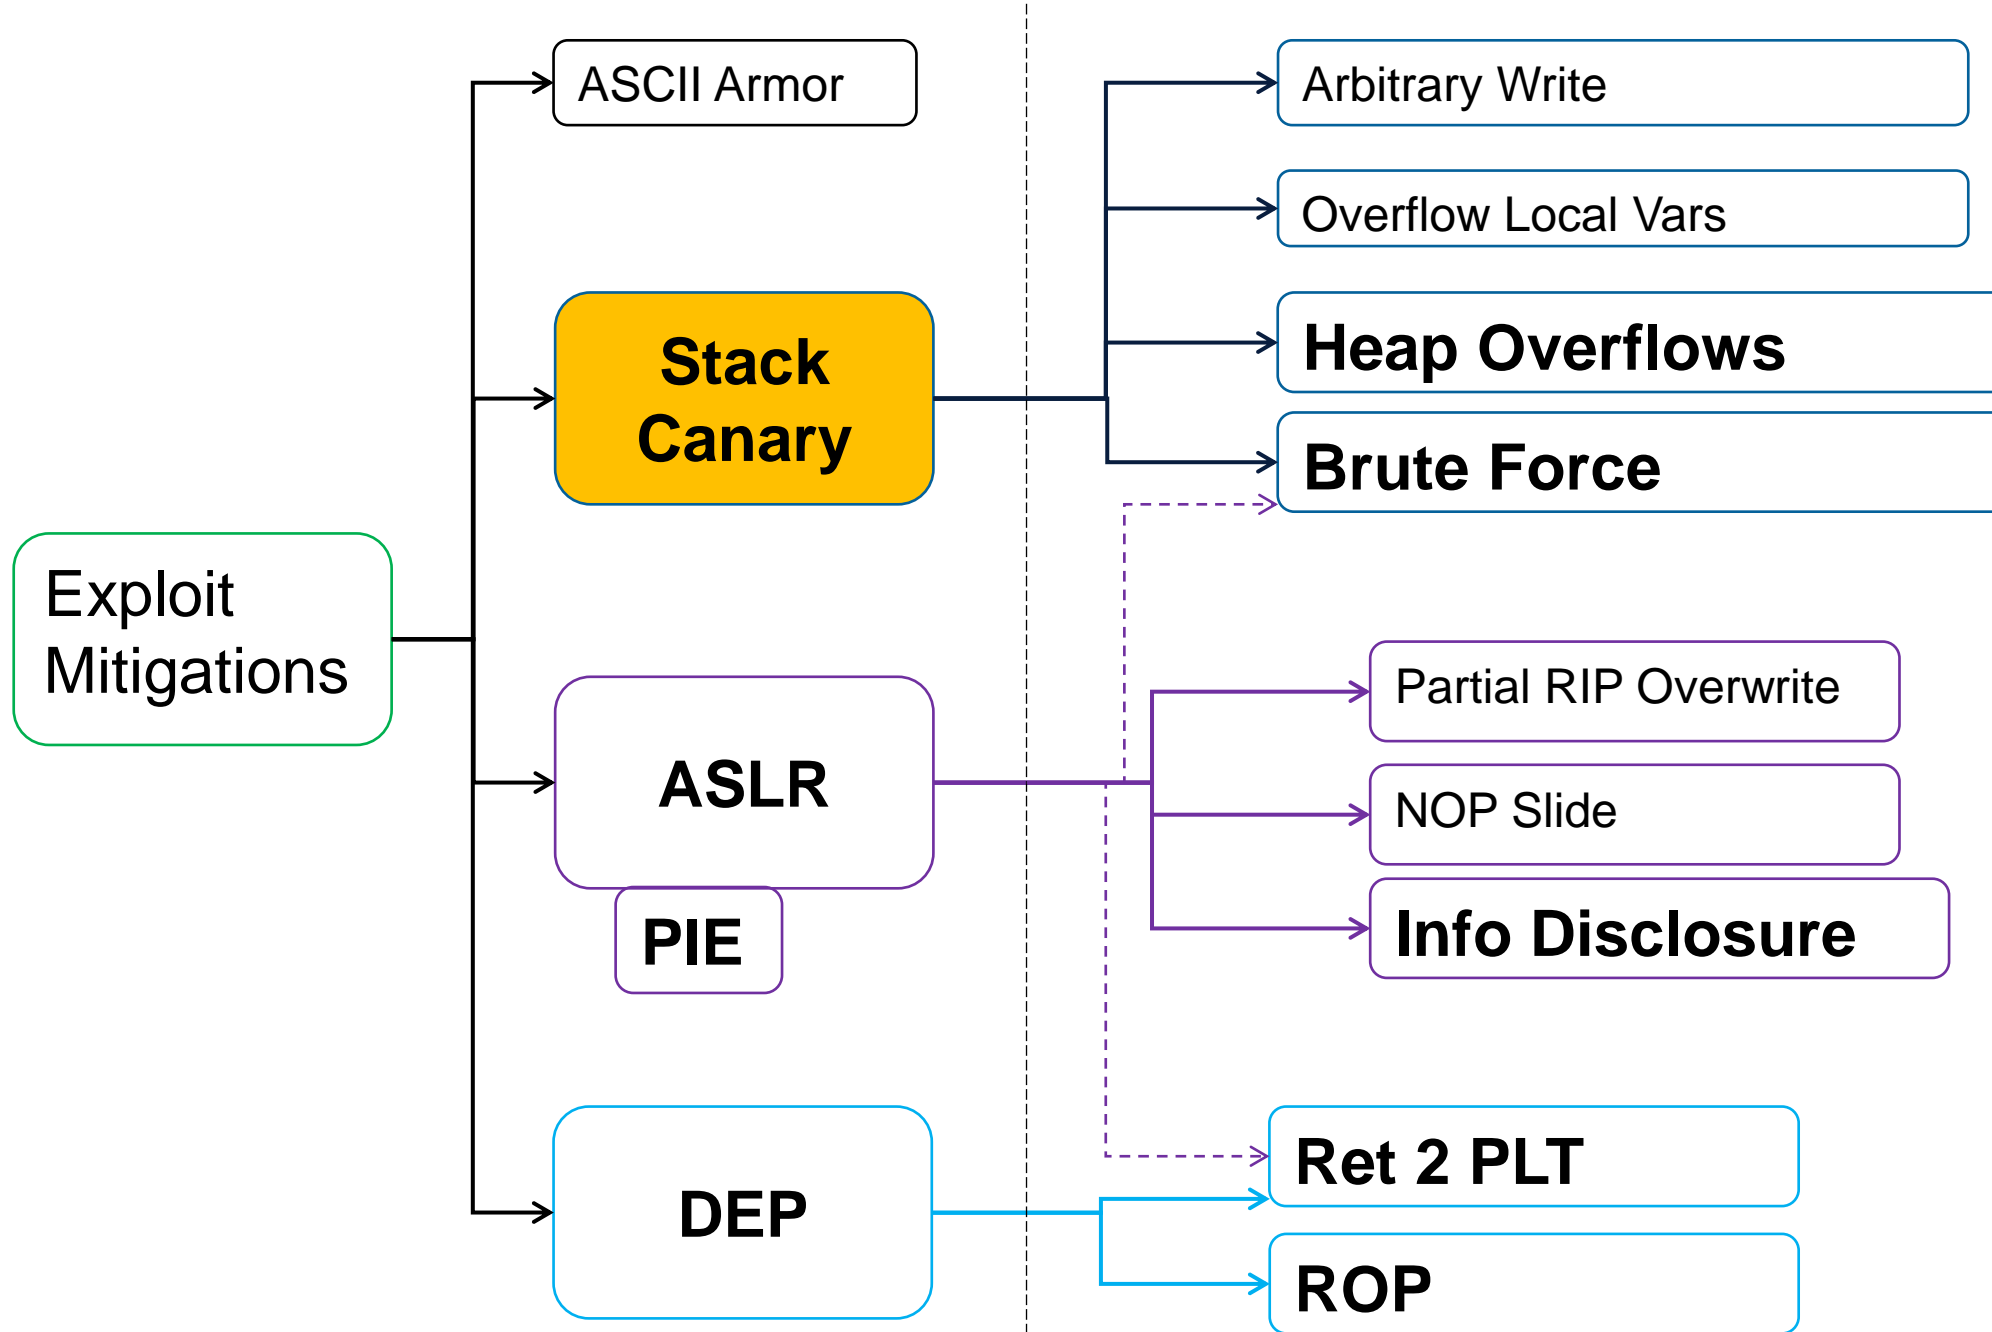 ASCII Armor
Arbitrary Write
Overflow Local Vars
Stack
Canary
Heap Overflows
Brute Force
Exploit
Mitigations
ASLR
PIE
Partial RIP Overwrite
NOP Slide
Info Disclosure
DEP
Ret 2 PLT
ROP